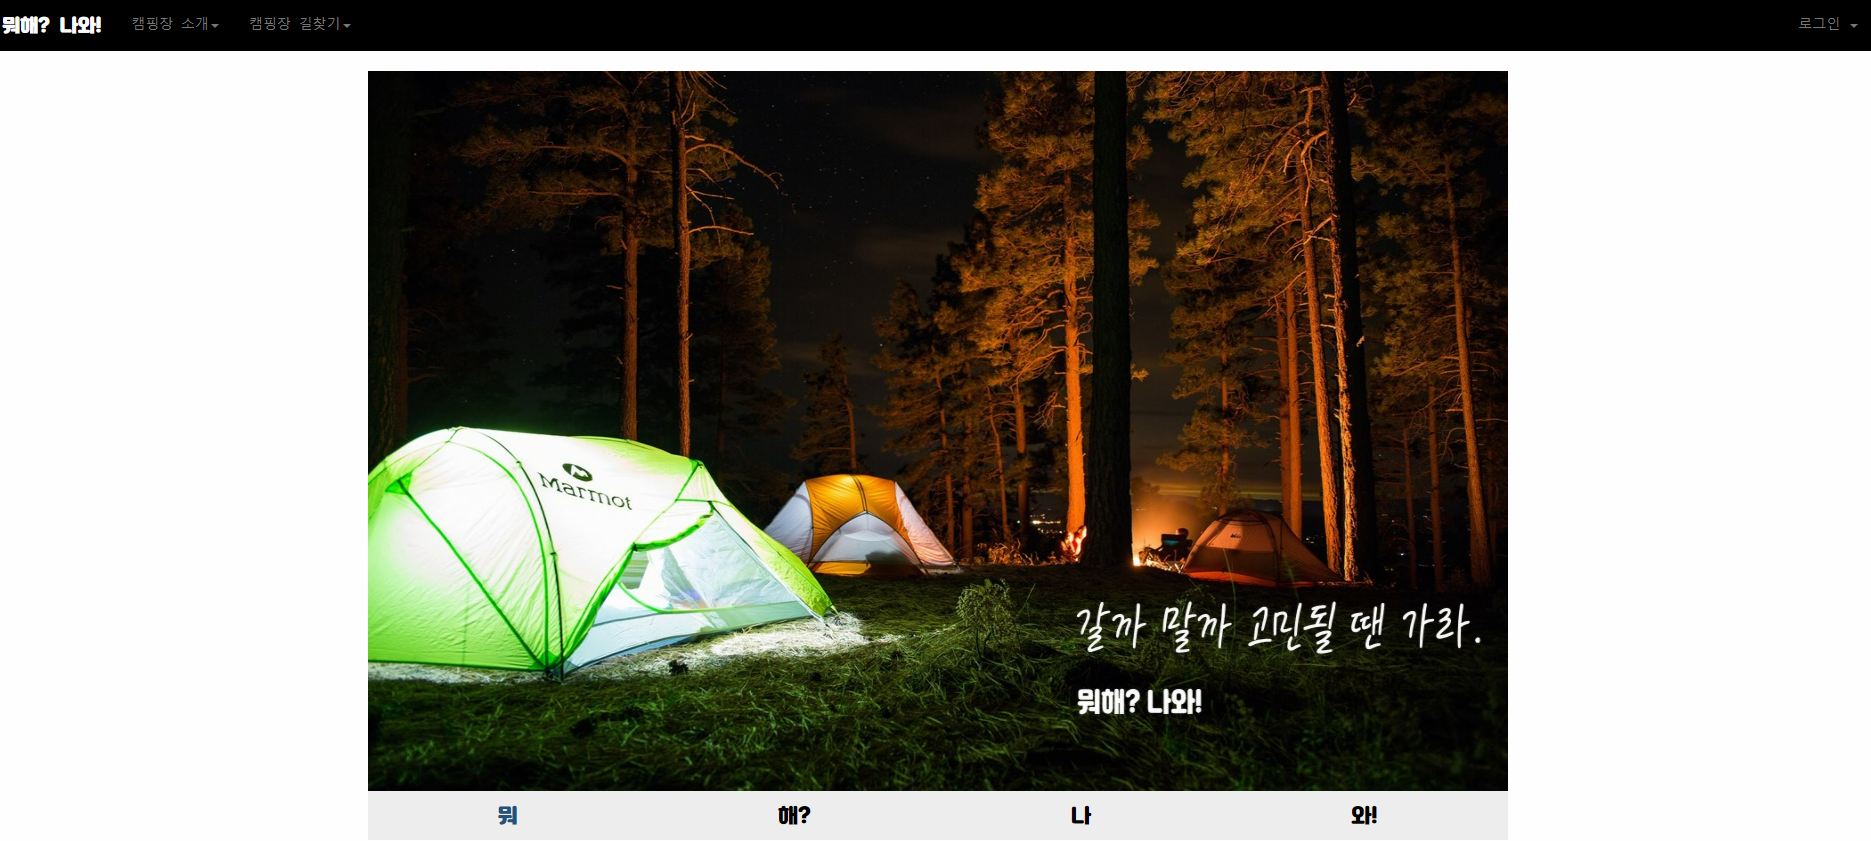 뭐해? 나와! 캠핑장 소개 캠핑장 길찾기 로그인
Marmot
갈까 말까 고민될 땐 가라.
뭐해? 나와!
뭐 해? 나 와!